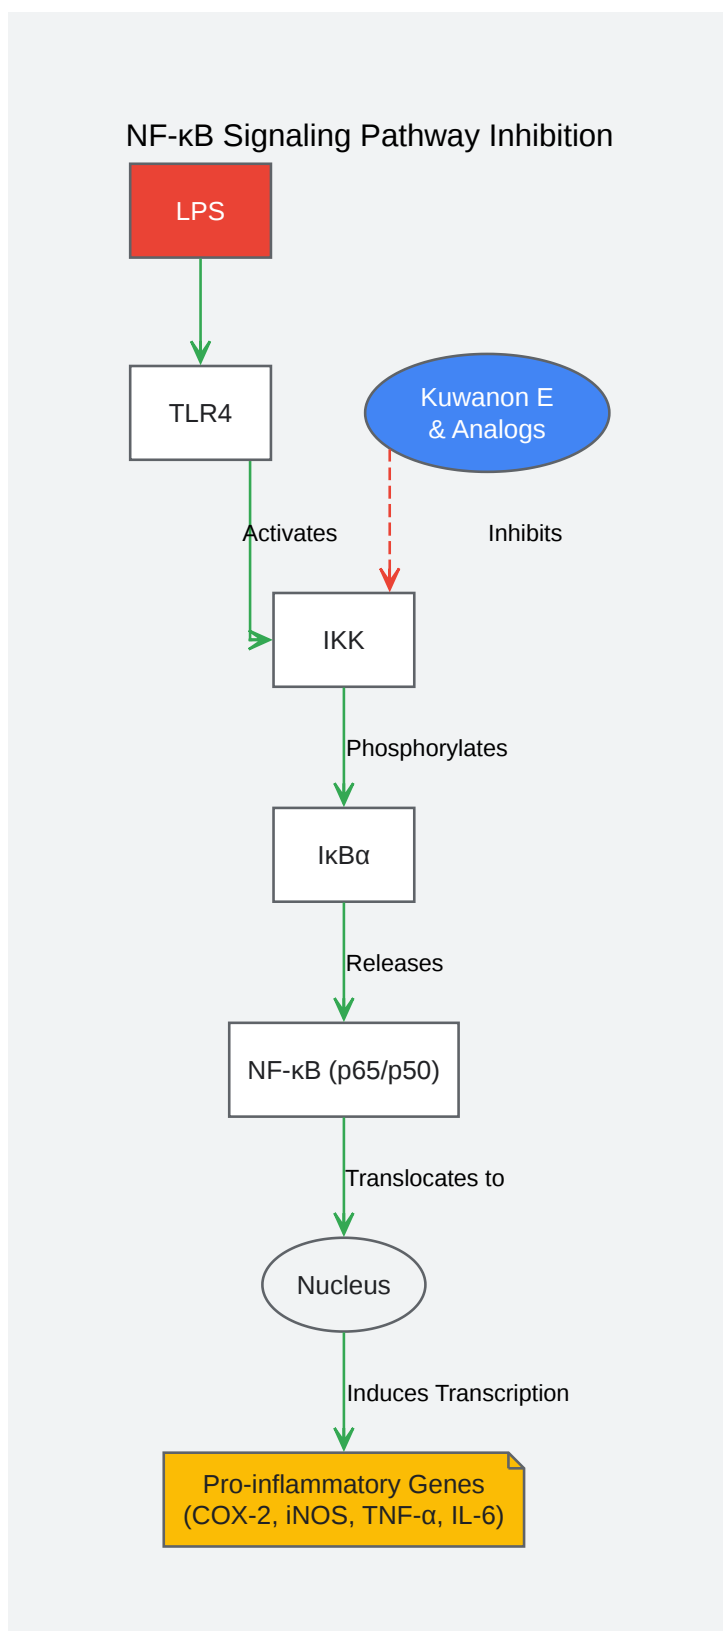 NF-κB Signaling Pathway Inhibition
LPS
TLR4
Kuwanon E
& Analogs
Activates
Inhibits
IKK
Phosphorylates
IκBα
Releases
NF-κB (p65/p50)
Translocates to
Nucleus
Induces Transcription
Pro-inflammatory Genes
(COX-2, iNOS, TNF-α, IL-6)